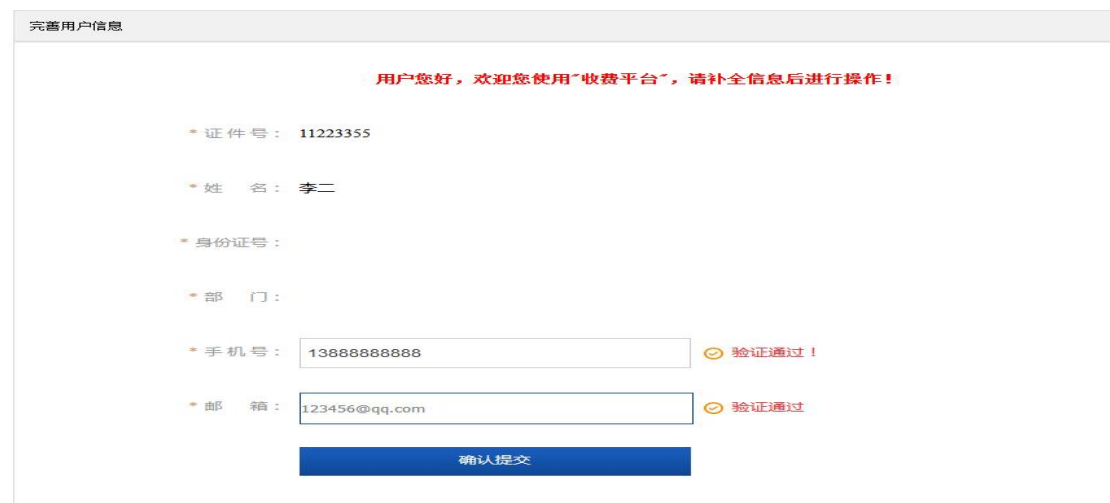 完善用户信息
用户您好，欢迎您使用"收费平台"，请补全信息后进行操作！
* 证件号： 11223355
* 姓 名： 李二
* 身份证号：
* 部 门：
* 手机号： 13888888888 验证通过！
* 邮 箱： 123456@qq.com 验证通过
确认提交